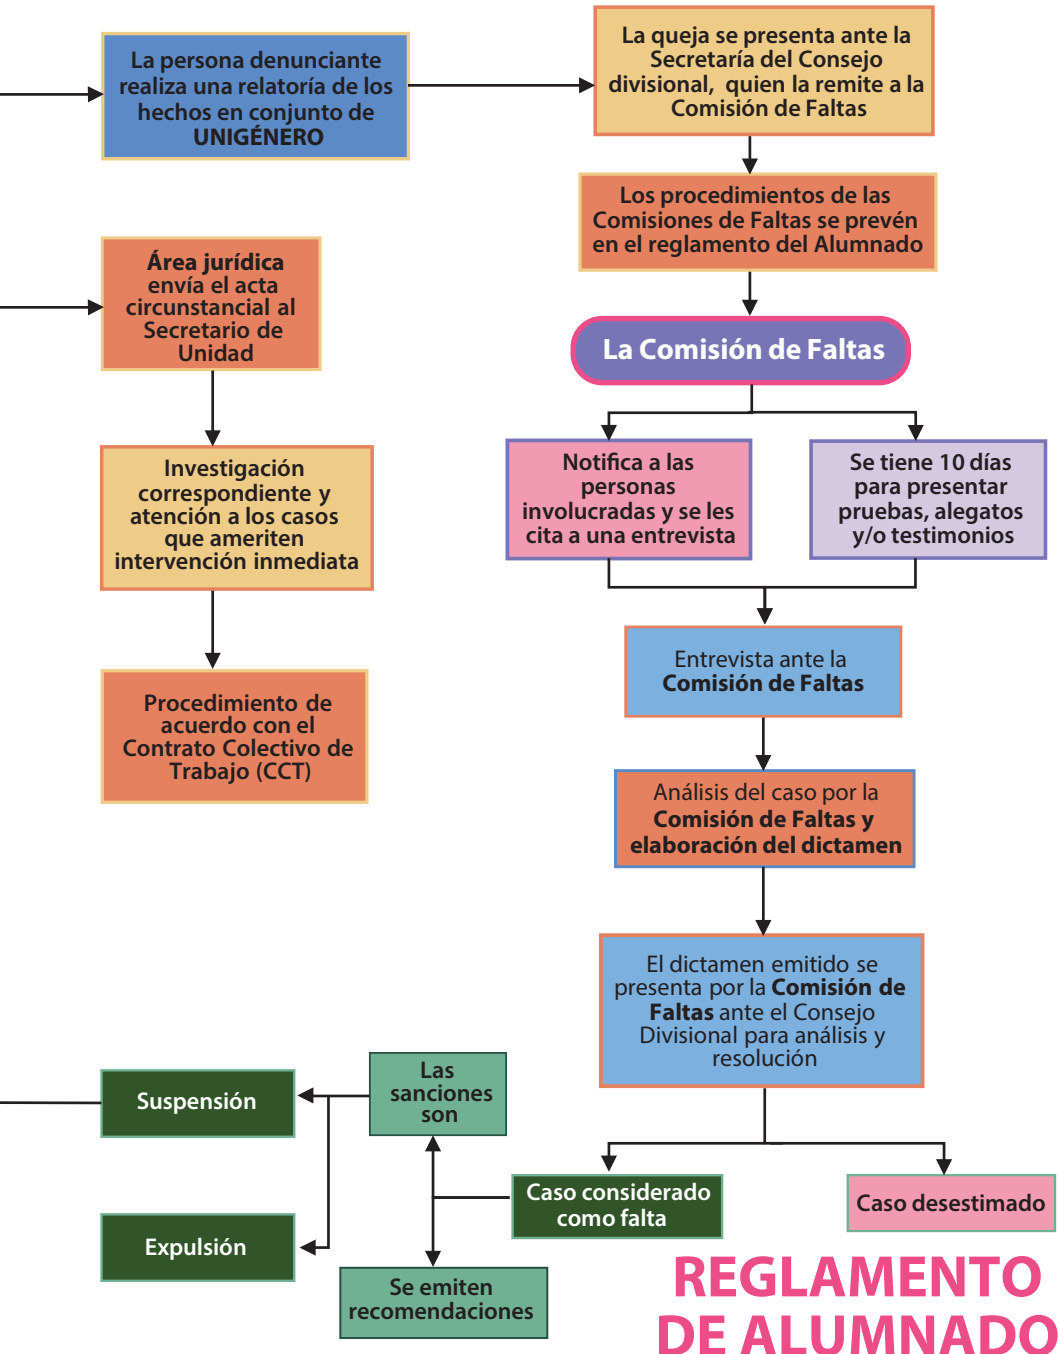 La persona denunciante
realiza una relatoría de los
hechos en conjunto de
UNIGÉNERO
La queja se presenta ante la
Secretaría del Consejo
divisional, quien la remite a la
Comisión de Faltas
Los procedimientos de las
Comisiones de Faltas se prevén
en el reglamento del Alumnado
Área jurídica
envía el acta
circunstancial al
Secretario de
Unidad
La Comisión de Faltas
Investigación
correspondiente y
atención a los casos
que ameriten
intervención inmediata
Notifica a las
personas
involucradas y se les
cita a una entrevista
Se tiene 10 días
para presentar
pruebas, alegatos
y/o testimonios
Entrevista ante la
Comisión de Faltas
Procedimiento de
acuerdo con el
Contrato Colectivo de
Trabajo (CCT)
Análisis del caso por la
Comisión de Faltas y
elaboración del dictamen
El dictamen emitido se
presenta por la Comisión de
Faltas ante el Consejo
Divisional para análisis y
resolución
Las
sanciones
son
Suspensión
Caso considerado
como falta
Caso desestimado
Expulsión
Se emiten
recomendaciones
REGLAMENTO
DE ALUMNADO